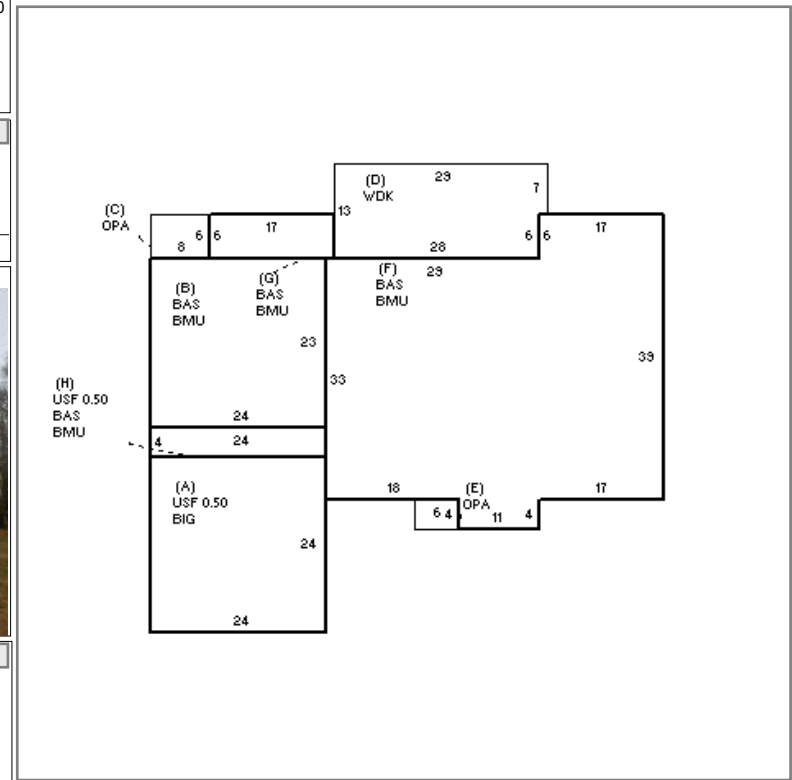 0
(D)
WDK
29
7
(C)
OPA
13
17
6
6
8
28
6
6
17
(B)
BAS
BMU
(G)
BAS
BMU
(F)
BAS
BMU
29
23
33
39
(H)
USF 0.50
BAS
BMU
24
4
24
(A)
USF 0.50
BIG
24
24
18
(E)
OPA
6
4
11
4
17